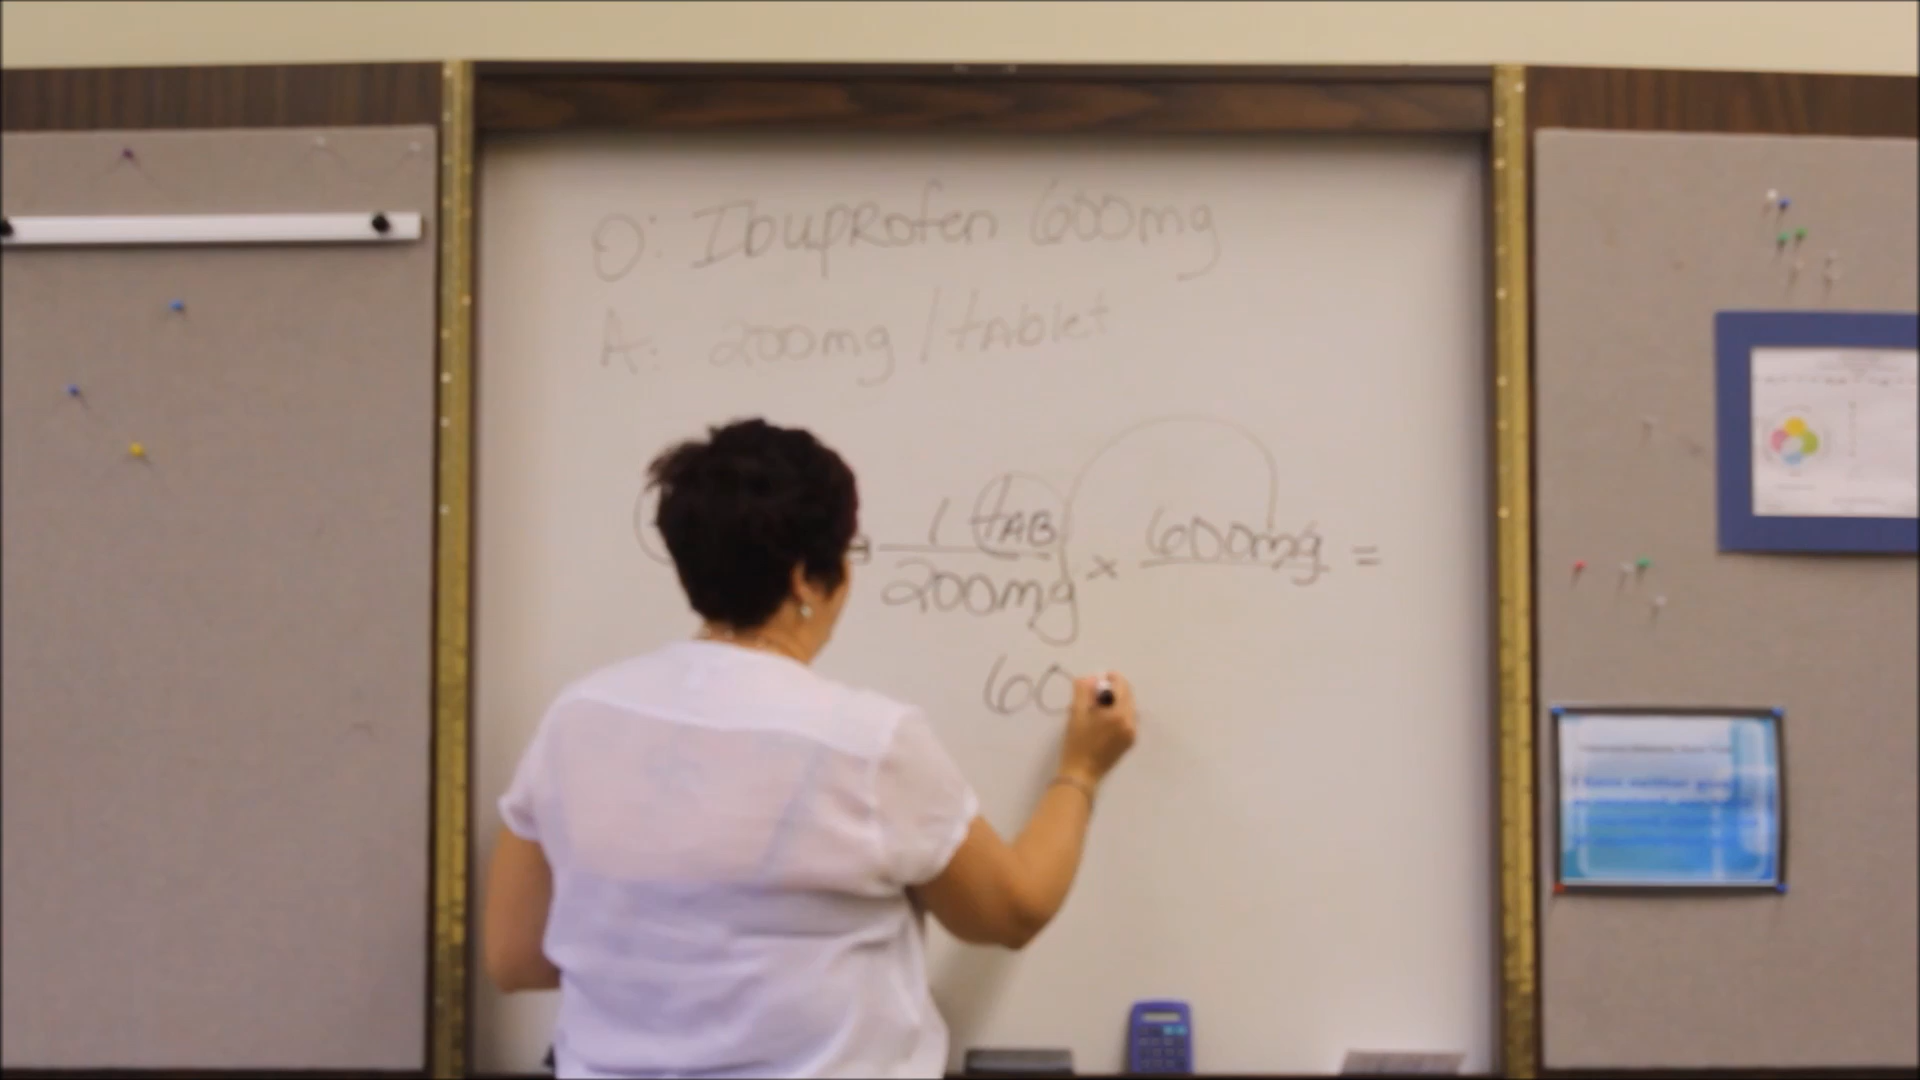 O: Ibuprofen 600mg
A: 200mg / tablet
= 1 tAB / 200mg x 600mg =
60